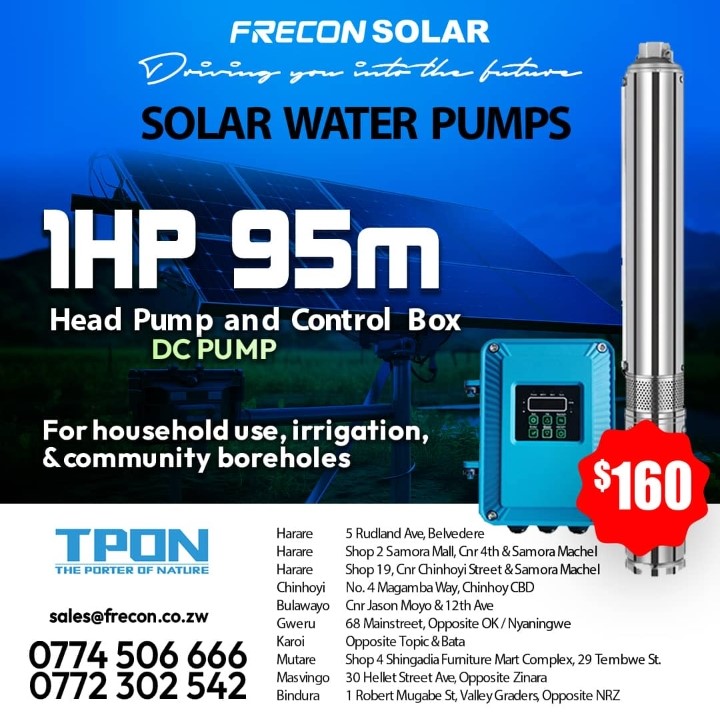 FRECON SOLAR
Driving you into the future
SOLAR WATER PUMPS
1HP 95m
Head Pump and Control Box
DC PUMP
For household use, irrigation,
& community boreholes
$160
TPON
THE PORTER OF NATURE
sales@frecon.co.zw
0774 506 666
0772 302 542
Harare 5 Rudland Ave, Belvedere
Harare Shop 2 Samora Mall, Cnr 4th & Samora Machel
Harare Shop 19, Cnr Chinhoyi Street & Samora Machel
Chinhoyi No. 4 Magamba Way, Chinhoy CBD
Bulawayo Cnr Jason Moyo & 12th Ave
Gweru 68 Mainstreet, Opposite OK / Nyaningwe
Karoi Opposite Topic & Bata
Mutare Shop 4 Shingadia Furniture Mart Complex, 29 Tembwe St.
Masvingo 30 Hellet Street Ave, Opposite Zinara
Bindura 1 Robert Mugabe St, Valley Graders, Opposite NRZ